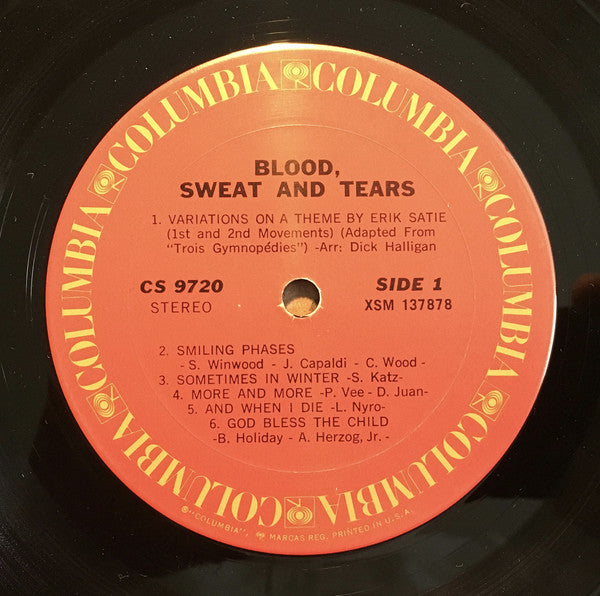 COLUMBIA COLUMBIA COLUMBIA COLUMBIA COLUMBIA COLUMBIA
BLOOD,
SWEAT AND TEARS
1. VARIATIONS ON A THEME BY ERIK SATIE
(1st and 2nd Movements) (Adapted From
"Trois Gymnopédies") -Arr: Dick Halligan
CS 9720 SIDE 1
STEREO XSM 137878
2. SMILING PHASES
- S. Winwood - J. Capaldi - C. Wood -
3. SOMETIMES IN WINTER -S. Katz-
4. MORE AND MORE -P. Vee - D. Juan-
5. AND WHEN I DIE -L. Nyro-
6. GOD BLESS THE CHILD
-B. Holiday - A. Herzog, Jr. -
®"COLUMBIA", MARCAS REG. PRINTED IN U.S.A.